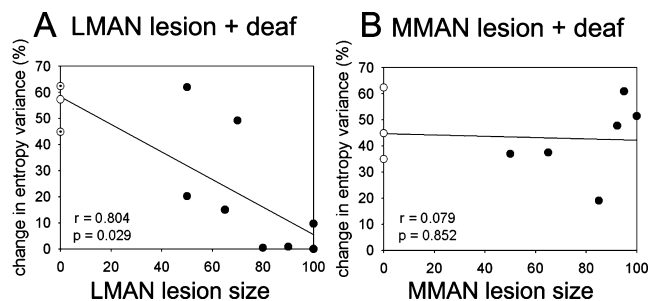 A LMAN lesion + deaf
change in entropy variance (%)
70
60
50
40
30
20
10
0
r = 0.804
p = 0.029
0 20 40 60 80 100
LMAN lesion size
B MMAN lesion + deaf
change in entropy variance (%)
70
60
50
40
30
20
10
0
r = 0.079
p = 0.852
0 20 40 60 80 100
MMAN lesion size